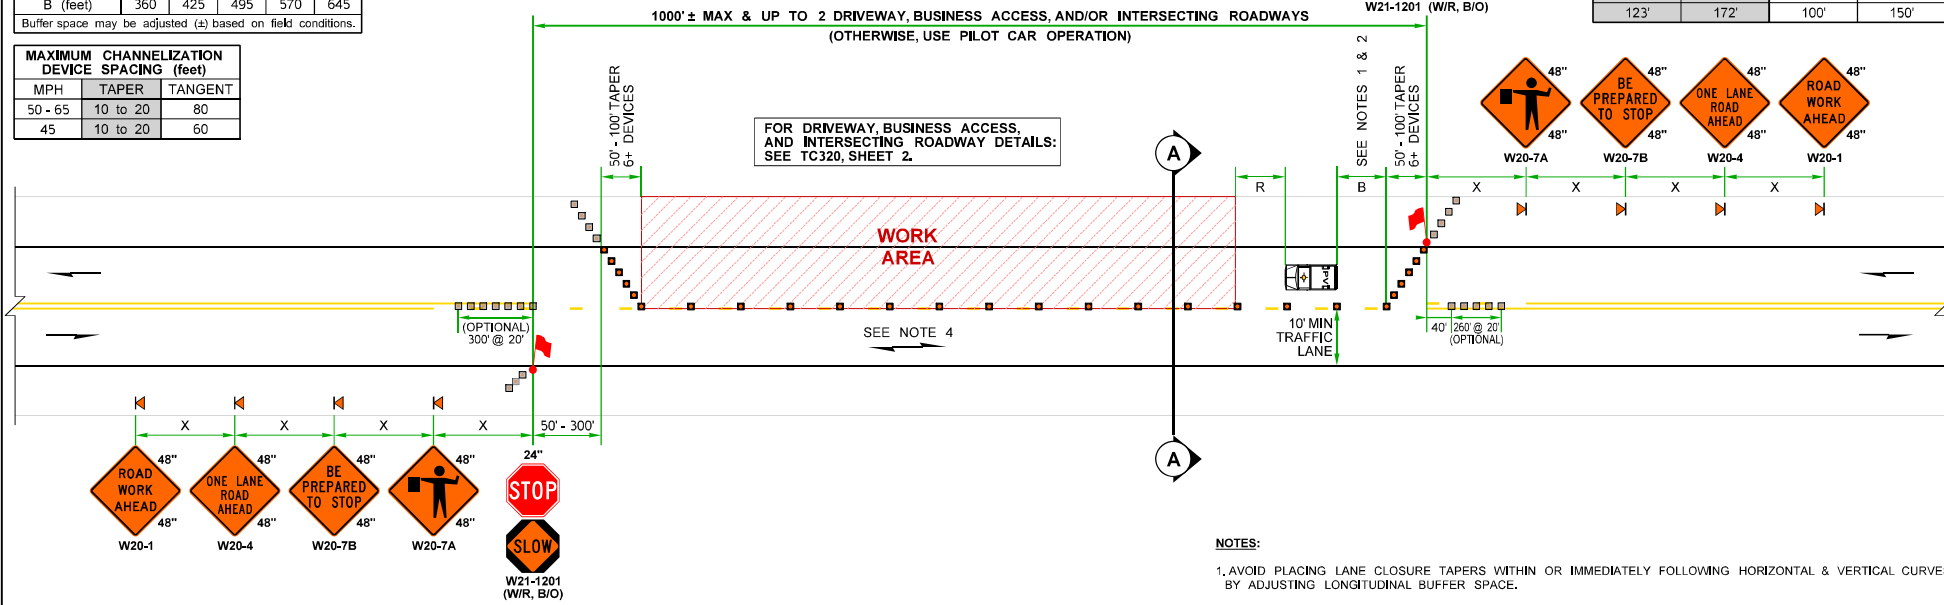 B (feet) 360 425 495 570 645
Buffer space may be adjusted (±) based on field conditions.
MAXIMUM CHANNELIZATION
DEVICE SPACING (feet)
MPH TAPER TANGENT
50 - 65 10 to 20 80
45 10 to 20 60
1000' ± MAX & UP TO 2 DRIVEWAY, BUSINESS ACCESS, AND/OR INTERSECTING ROADWAYS
(OTHERWISE, USE PILOT CAR OPERATION)
W21-1201 (W/R, B/O)
123' 172' 100' 150'
50' - 100' TAPER
6+ DEVICES
FOR DRIVEWAY, BUSINESS ACCESS,
AND INTERSECTING ROADWAY DETAILS:
SEE TC320, SHEET 2.
A
SEE NOTES 1 & 2
50' - 100' TAPER
6+ DEVICES
48" 48" 48" 48"
BE
PREPARED
TO STOP
ONE LANE
ROAD
AHEAD
ROAD
WORK
AHEAD
48" 48" 48" 48"
W20-7A W20-7B W20-4 W20-1
R B X X X X
WORK
AREA
PV
(OPTIONAL)
300' @ 20'
SEE NOTE 4
10' MIN
TRAFFIC
LANE
40' 260' @ 20'
(OPTIONAL)
X X X X 50' - 300'
A
48" 48" 48" 48" 24"
ROAD
WORK
AHEAD
ONE LANE
ROAD
AHEAD
BE
PREPARED
TO STOP
STOP
48" 48" 48" 48"
SLOW
W20-1 W20-4 W20-7B W20-7A
W21-1201
(W/R, B/O)
NOTES:
1. AVOID PLACING LANE CLOSURE TAPERS WITHIN OR IMMEDIATELY FOLLOWING HORIZONTAL & VERTICAL CURVE
BY ADJUSTING LONGITUDINAL BUFFER SPACE.